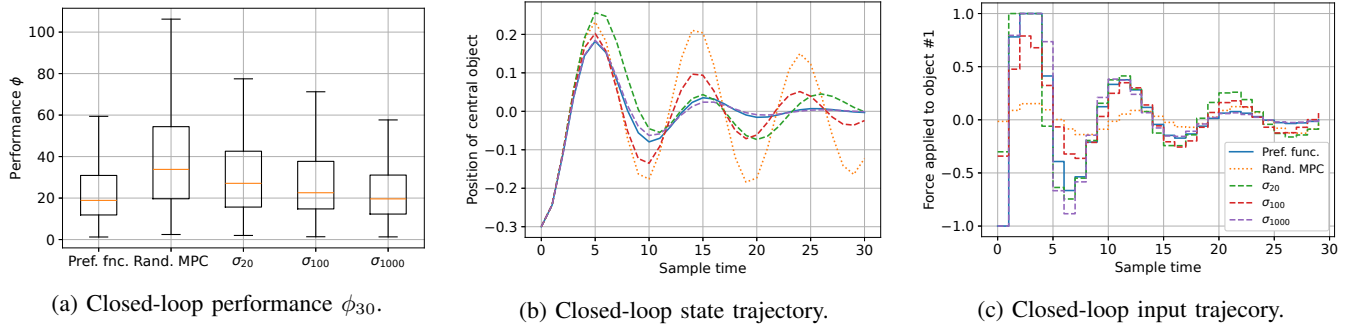 100
80
60
40
20
0
Performance ϕ
Pref. fnc. Rand. MPC σ20 σ100 σ1000
(a) Closed-loop performance ϕ30.
0.2
0.1
0.0
−0.1
−0.2
−0.3
Position of central object
0 5 10 15 20 25 30
Sample time
(b) Closed-loop state trajectory.
1.0
0.5
0.0
−0.5
−1.0
Force applied to object #1
Pref. func.
Rand. MPC
σ20
σ100
σ1000
0 5 10 15 20 25 30
Sample time
(c) Closed-loop input trajecory.